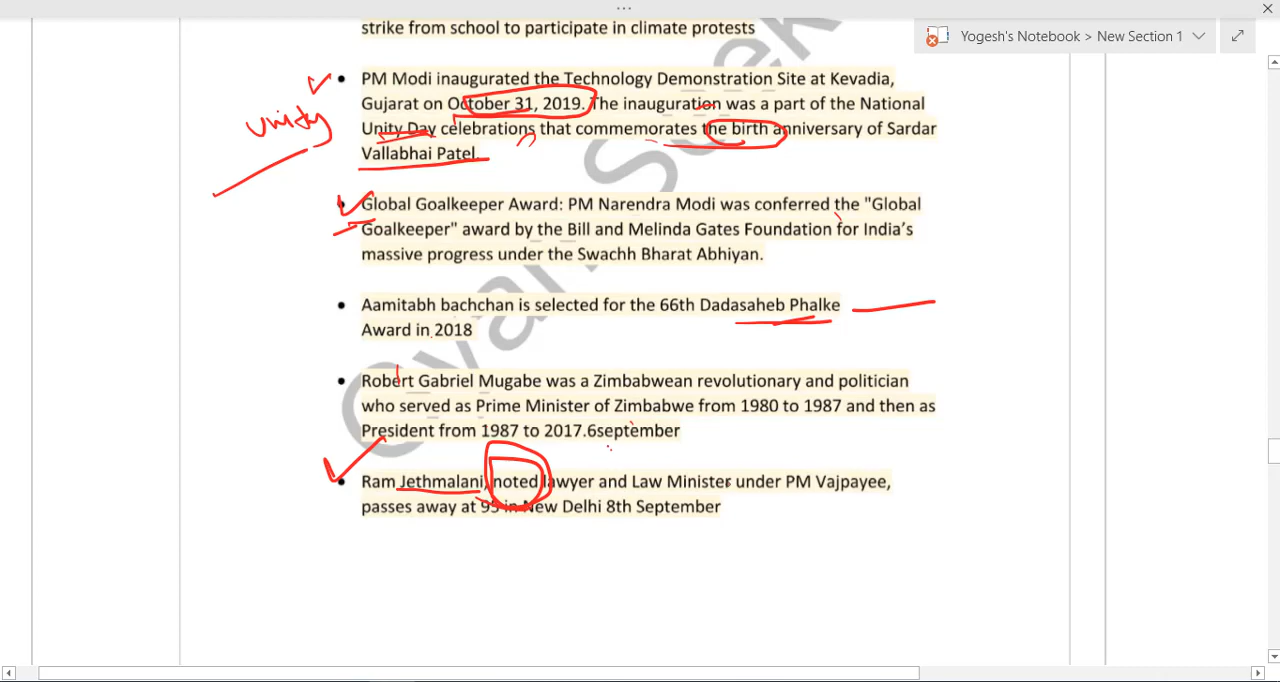 Yogesh's Notebook > New Section 1
strike from school to participate in climate protests
• PM Modi inaugurated the Technology Demonstration Site at Kevadia,
Gujarat on October 31, 2019. The inauguration was a part of the National
Unity Day celebrations that commemorates the birth anniversary of Sardar
Vallabhai Patel.
unity
• Global Goalkeeper Award: PM Narendra Modi was conferred the "Global
Goalkeeper" award by the Bill and Melinda Gates Foundation for India's
massive progress under the Swachh Bharat Abhiyan.
• Aamitabh bachchan is selected for the 66th Dadasaheb Phalke
Award in 2018
• Robert Gabriel Mugabe was a Zimbabwean revolutionary and politician
who served as Prime Minister of Zimbabwe from 1980 to 1987 and then as
President from 1987 to 2017.6september
• Ram Jethmalani, noted lawyer and Law Minister under PM Vajpayee,
passes away at 95 in New Delhi 8th September